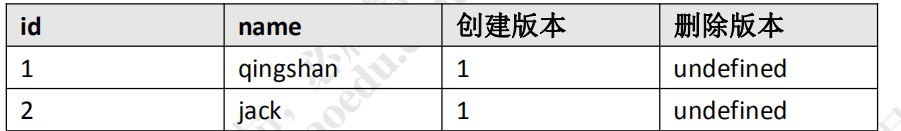 id name 创建版本 删除版本
1 qingshan 1 undefined
2 jack 1 undefined